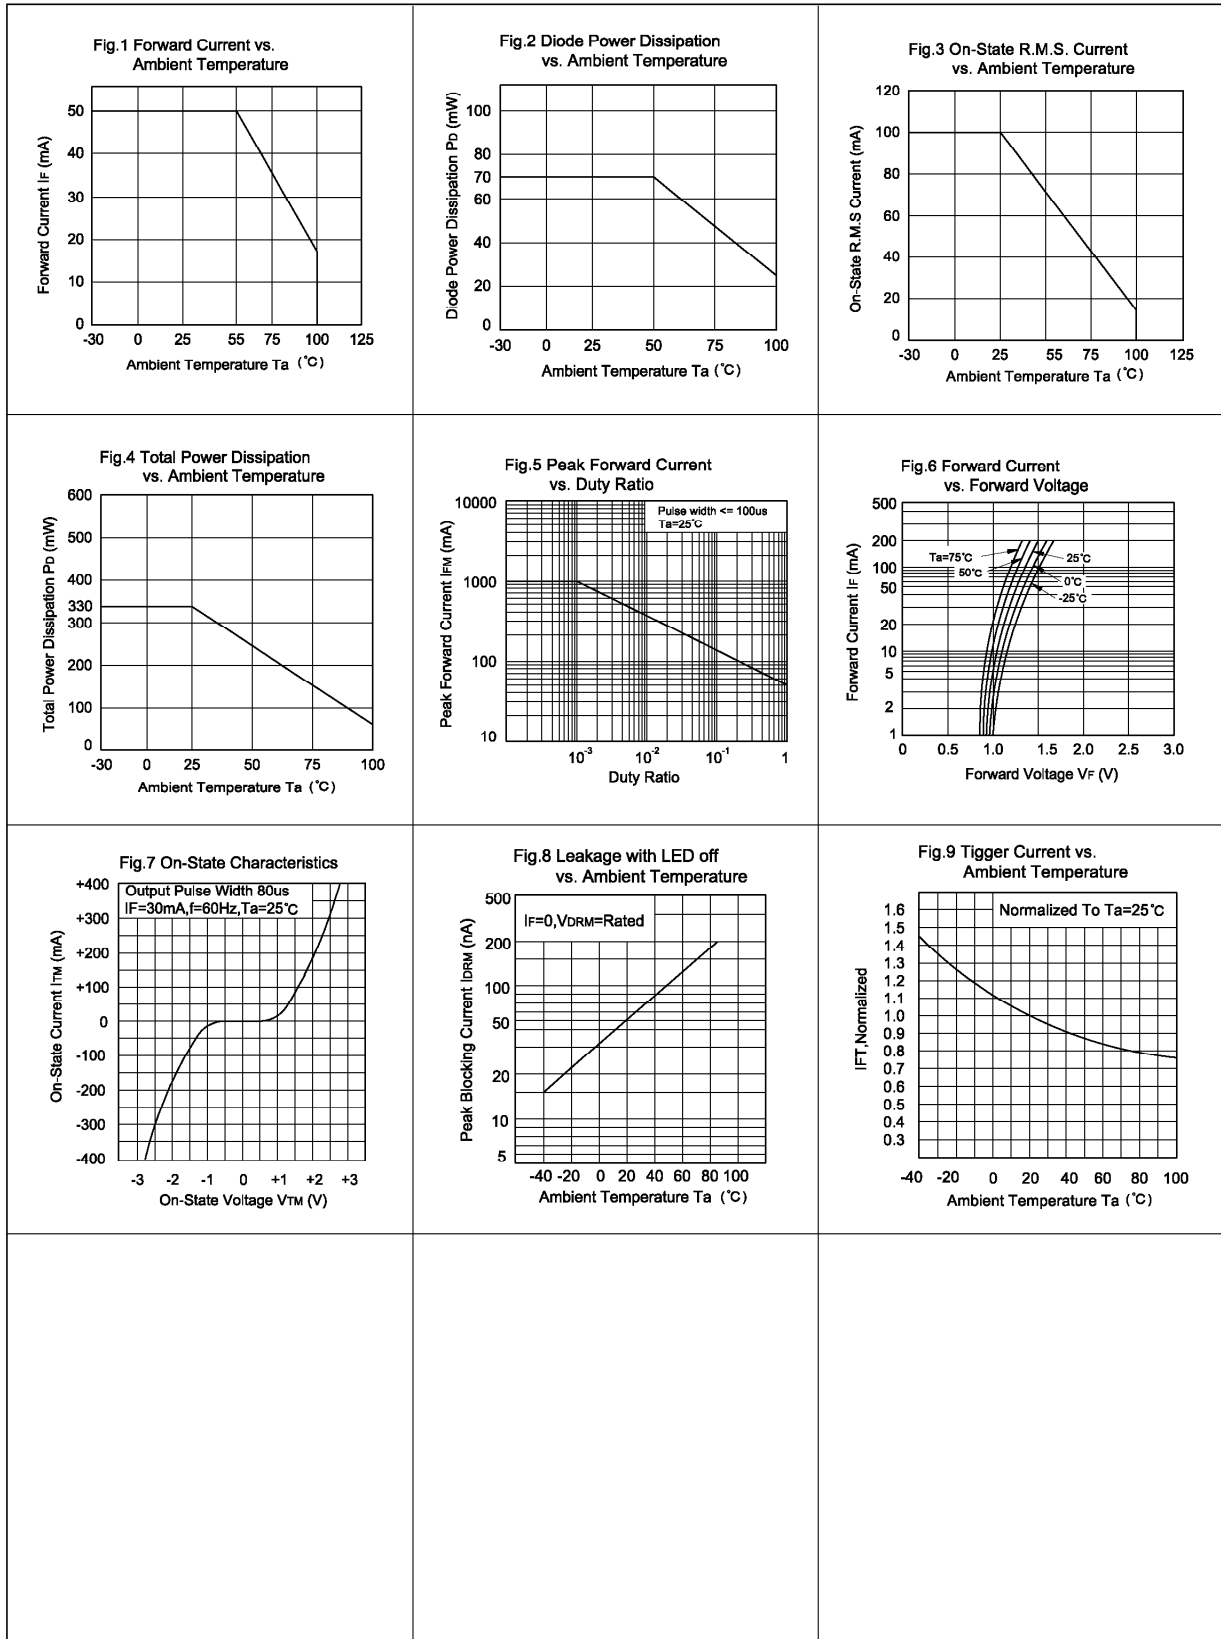 Fig.1 Forward Current vs.
Ambient Temperature
Forward Current IF (mA)
50
40
30
20
10
0
-30 0 25 55 75 100 125
Ambient Temperature Ta (°C)
Fig.2 Diode Power Dissipation
vs. Ambient Temperature
Diode Power Dissipation PD (mW)
100
80
70
60
40
20
0
-30 0 25 50 75 100
Ambient Temperature Ta (°C)
Fig.3 On-State R.M.S. Current
vs. Ambient Temperature
On-State R.M.S Current (mA)
120
100
80
60
40
20
0
-30 0 25 55 75 100 125
Ambient Temperature Ta (°C)
Fig.4 Total Power Dissipation
vs. Ambient Temperature
Total Power Dissipation PD (mW)
600
500
400
330
300
200
100
0
-30 0 25 50 75 100
Ambient Temperature Ta (°C)
Fig.5 Peak Forward Current
vs. Duty Ratio
Peak Forward Current IFM (mA)
Pulse width <= 100us
Ta=25°C
10000
1000
100
10
10⁻³ 10⁻² 10⁻¹ 1
Duty Ratio
Fig.6 Forward Current
vs. Forward Voltage
Forward Current IF (mA)
500
200
100
50
20
10
5
2
1
Ta=75°C 25°C
50°C 0°C
-25°C
0 0.5 1.0 1.5 2.0 2.5 3.0
Forward Voltage VF (V)
Fig.7 On-State Characteristics
Output Pulse Width 80us
IF=30mA,f=60Hz,Ta=25°C
On-State Current ITM (mA)
+400
+300
+200
+100
0
-100
-200
-300
-400
-3 -2 -1 0 +1 +2 +3
On-State Voltage VTM (V)
Fig.8 Leakage with LED off
vs. Ambient Temperature
Peak Blocking Current IDRM (nA)
IF=0,VDRM=Rated
500
200
100
50
20
10
5
-40 -20 0 20 40 60 80 100
Ambient Temperature Ta (°C)
Fig.9 Tigger Current vs.
Ambient Temperature
Normalized To Ta=25°C
IFT,Normalized
1.6
1.5
1.4
1.3
1.2
1.1
1.0
0.9
0.8
0.7
0.6
0.5
0.4
0.3
-40 -20 0 20 40 60 80 100
Ambient Temperature Ta (°C)